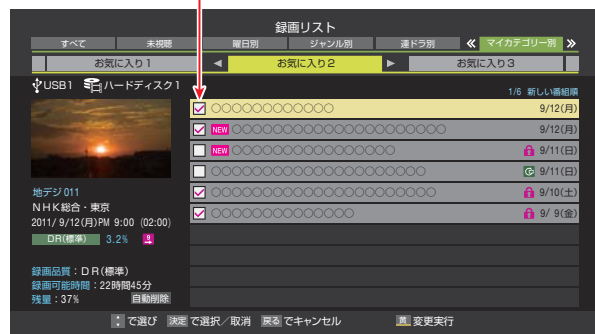 録画リスト
すべて 未視聴 曜日別 ジャンル別 連ドラ別 マイカテゴリー別
お気に入り1 お気に入り2 お気に入り3
USB1 ハードディスク1
1/6 新しい番組順
○○○○○○○○○○○○ 9/12(月)
NEW ○○○○○○○○○○○○○○○○○○○○○ 9/12(月)
NEW ○○○○○○○○○○○○○○○○ 9/11(日)
○○○○○○○○○○○○○○○○○○○○○ 9/11(日)
○○○○○○○○○○○○○○○○○○○○○○ 9/10(土)
○○○○○○○○○○○○○○ 9/ 9(金)
地デジ011
NHK総合・東京
2011/ 9/12(月)PM 9:00 (02:00)
DR(標準) 3.2%
録画品質:DR(標準)
録画可能時間:22時間45分
残量:37% 自動削除
で選び 決定 で選択/取消 戻る でキャンセル 黄 変更実行